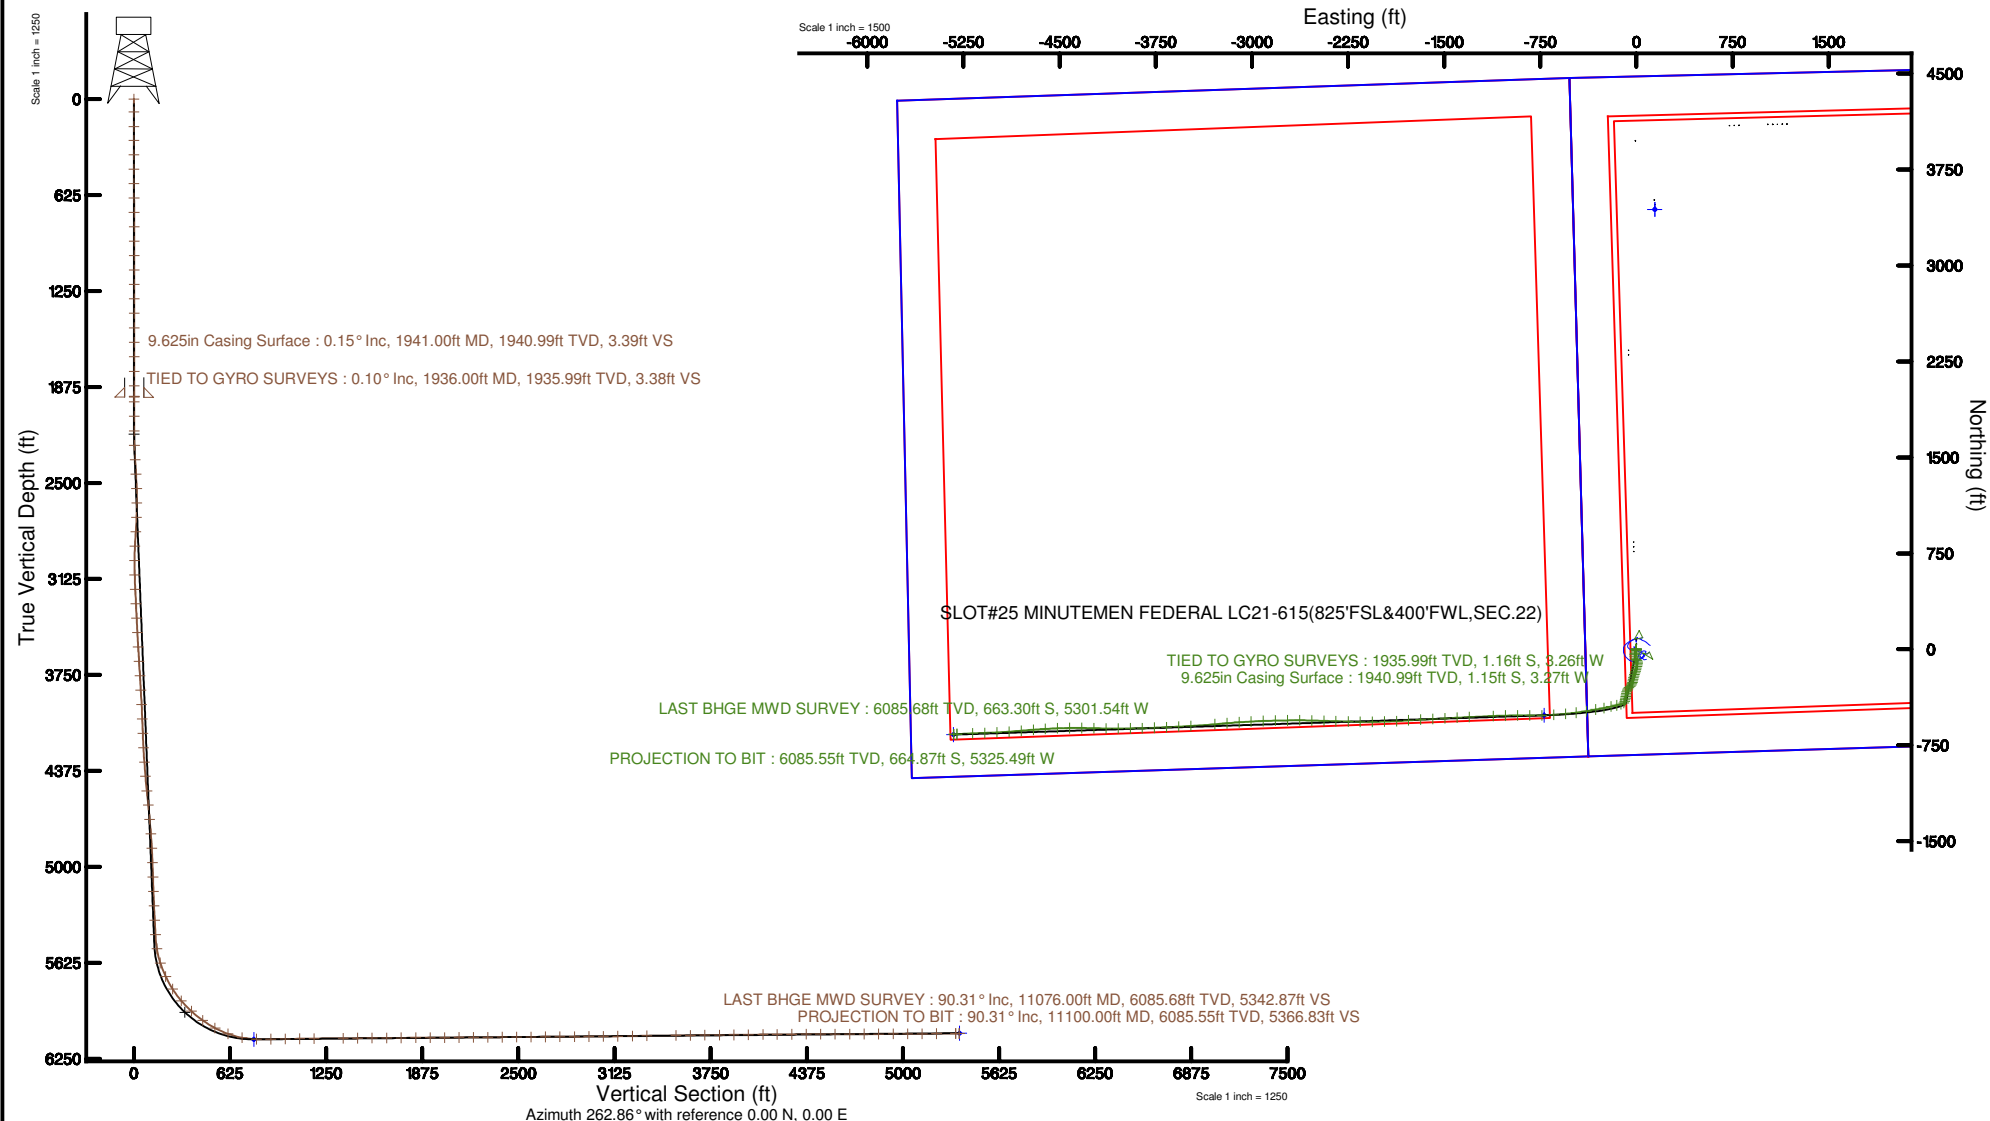 Scale 1 inch = 1250
0
625
1250
1875
2500
3125
3750
4375
5000
5625
6250
True Vertical Depth (ft)
9.625in Casing Surface : 0.15° Inc, 1941.00ft MD, 1940.99ft TVD, 3.39ft VS
TIED TO GYRO SURVEYS : 0.10° Inc, 1936.00ft MD, 1935.99ft TVD, 3.38ft VS
LAST BHGE MWD SURVEY : 90.31° Inc, 11076.00ft MD, 6085.68ft TVD, 5342.87ft VS
PROJECTION TO BIT : 90.31° Inc, 11100.00ft MD, 6085.55ft TVD, 5366.83ft VS
0 625 1250 1875 2500 3125 3750 4375 5000 5625 6250 6875 7500
Vertical Section (ft)
Scale 1 inch = 1250
Azimuth 262.86° with reference 0.00 N, 0.00 E
Easting (ft)
Scale 1 inch = 1500
-6000 -5250 -4500 -3750 -3000 -2250 -1500 -750 0 750 1500
4500
3750
3000
2250
1500
750
0
-750
-1500
Northing (ft)
SLOT#25 MINUTEMEN FEDERAL LC21-615(825'FSL&400'FWL,SEC.22)
TIED TO GYRO SURVEYS : 1935.99ft TVD, 1.16ft S, 3.26ft W
9.625in Casing Surface : 1940.99ft TVD, 1.15ft S, 3.27ft W
LAST BHGE MWD SURVEY : 6085.68ft TVD, 663.30ft S, 5301.54ft W
PROJECTION TO BIT : 6085.55ft TVD, 664.87ft S, 5325.49ft W